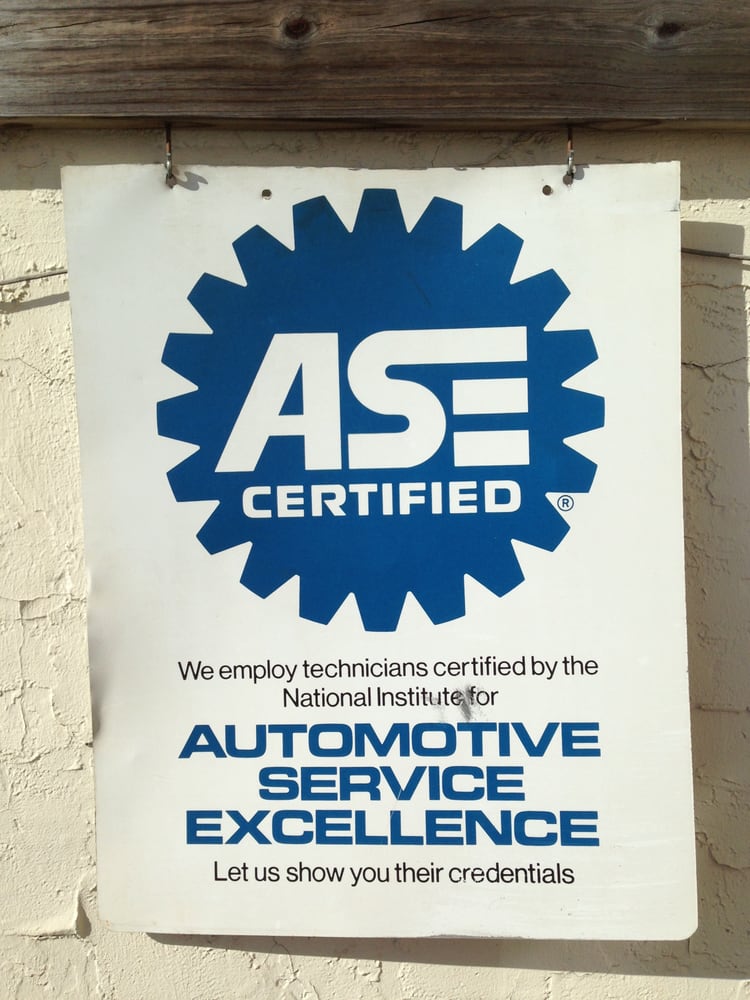 ASE
CERTIFIED ®
We employ technicians certified by the
National Institute for
AUTOMOTIVE
SERVICE
EXCELLENCE
Let us show you their credentials